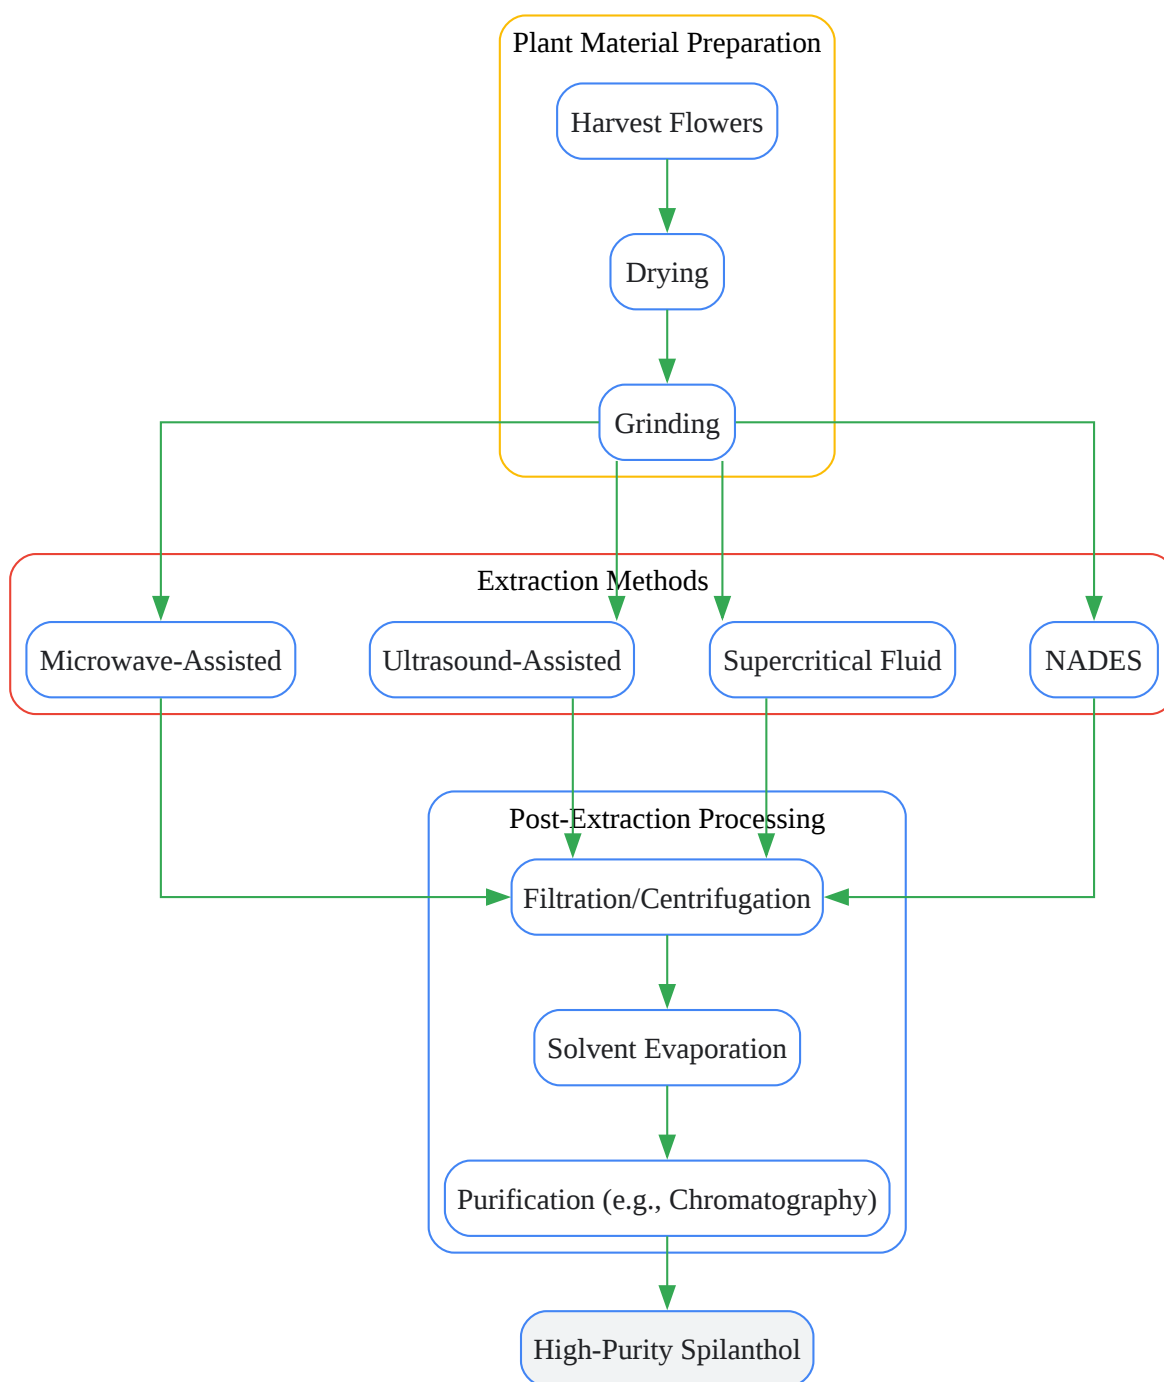 Plant Material Preparation
Harvest Flowers
Drying
Grinding
Extraction Methods
Microwave-Assisted
Ultrasound-Assisted
Supercritical Fluid
NADES
Post-Extraction Processing
Filtration/Centrifugation
Solvent Evaporation
Purification (e.g., Chromatography)
High-Purity Spilanthol